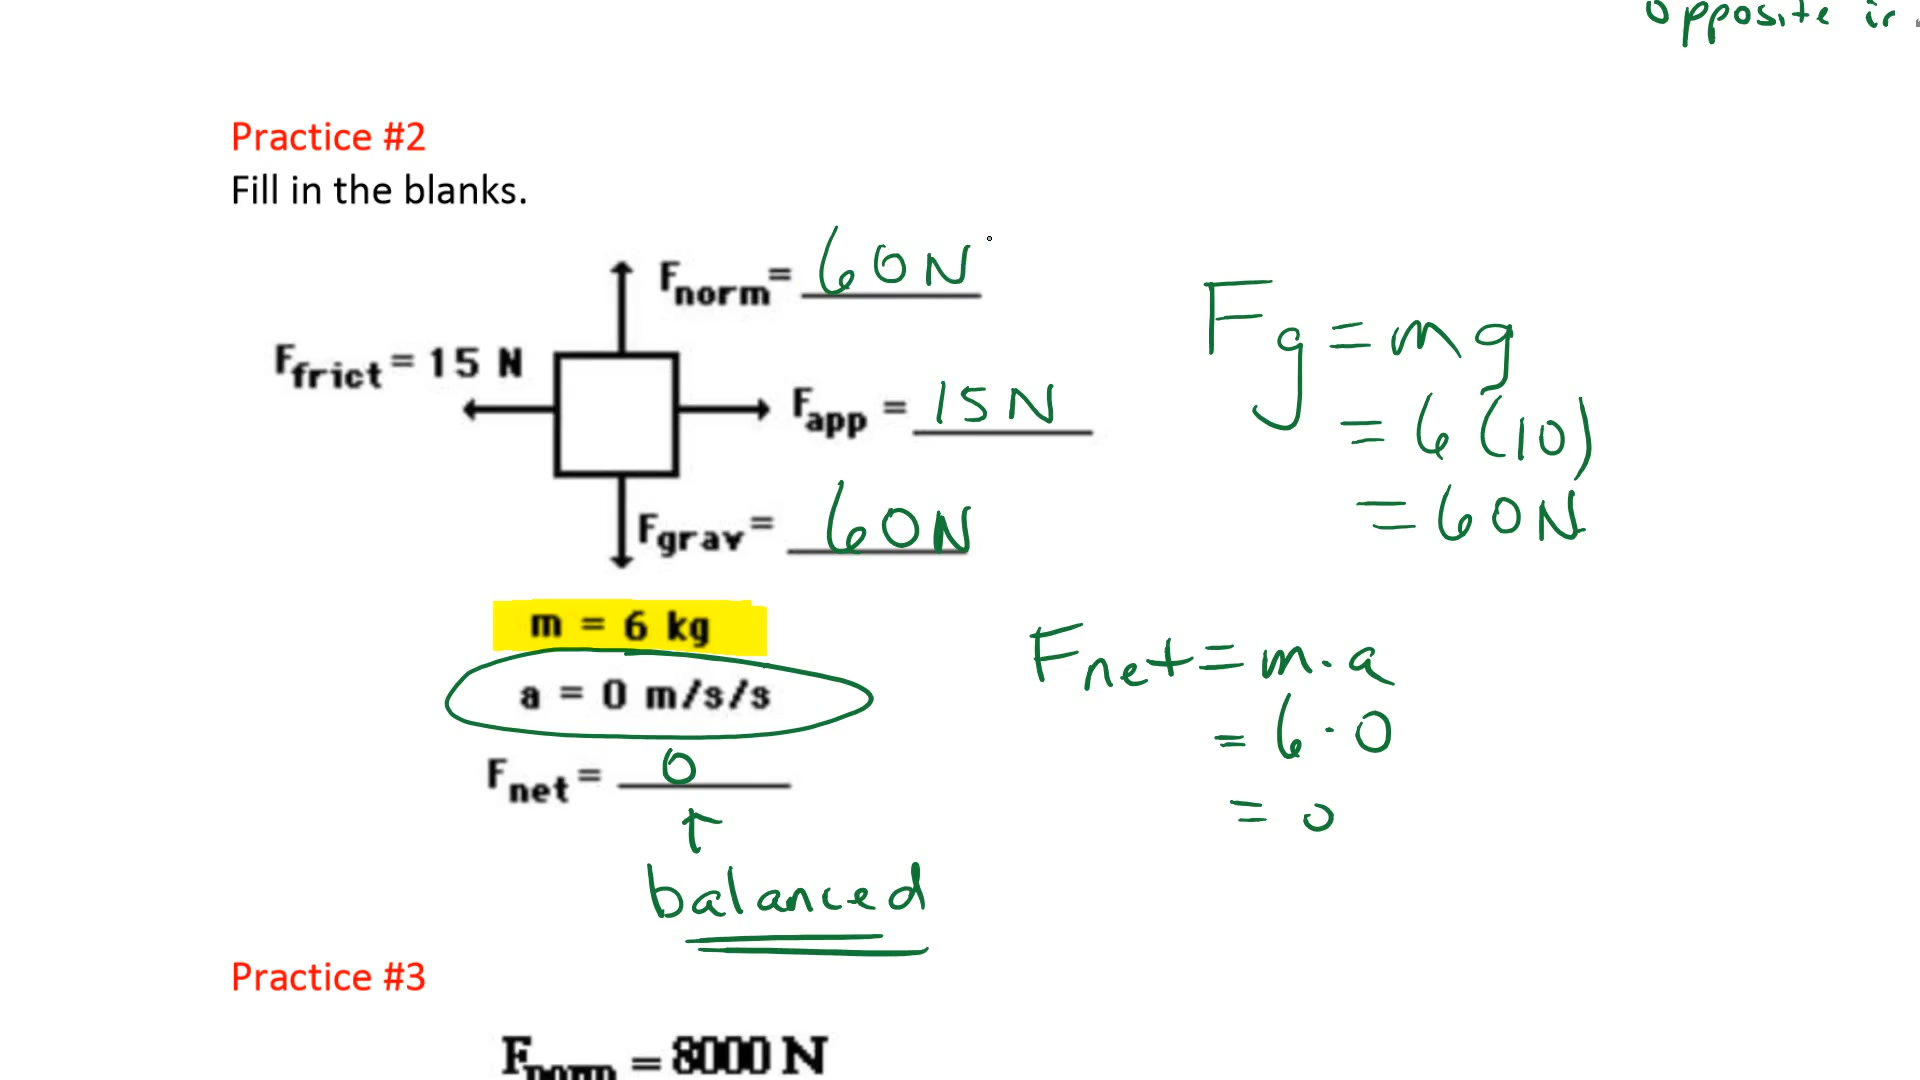 opposite
Practice #2
Fill in the blanks.
Fnorm = 60N
Ffrict = 15 N
Fapp = 15N
Fgrav = 60N
m = 6 kg
a = 0 m/s/s
Fnet = 0
balanced
Fg = mg
= 6 (10)
= 60N
Fnet = m · a
= 6 · 0
= 0
Practice #3
Fnorm = 8000 N